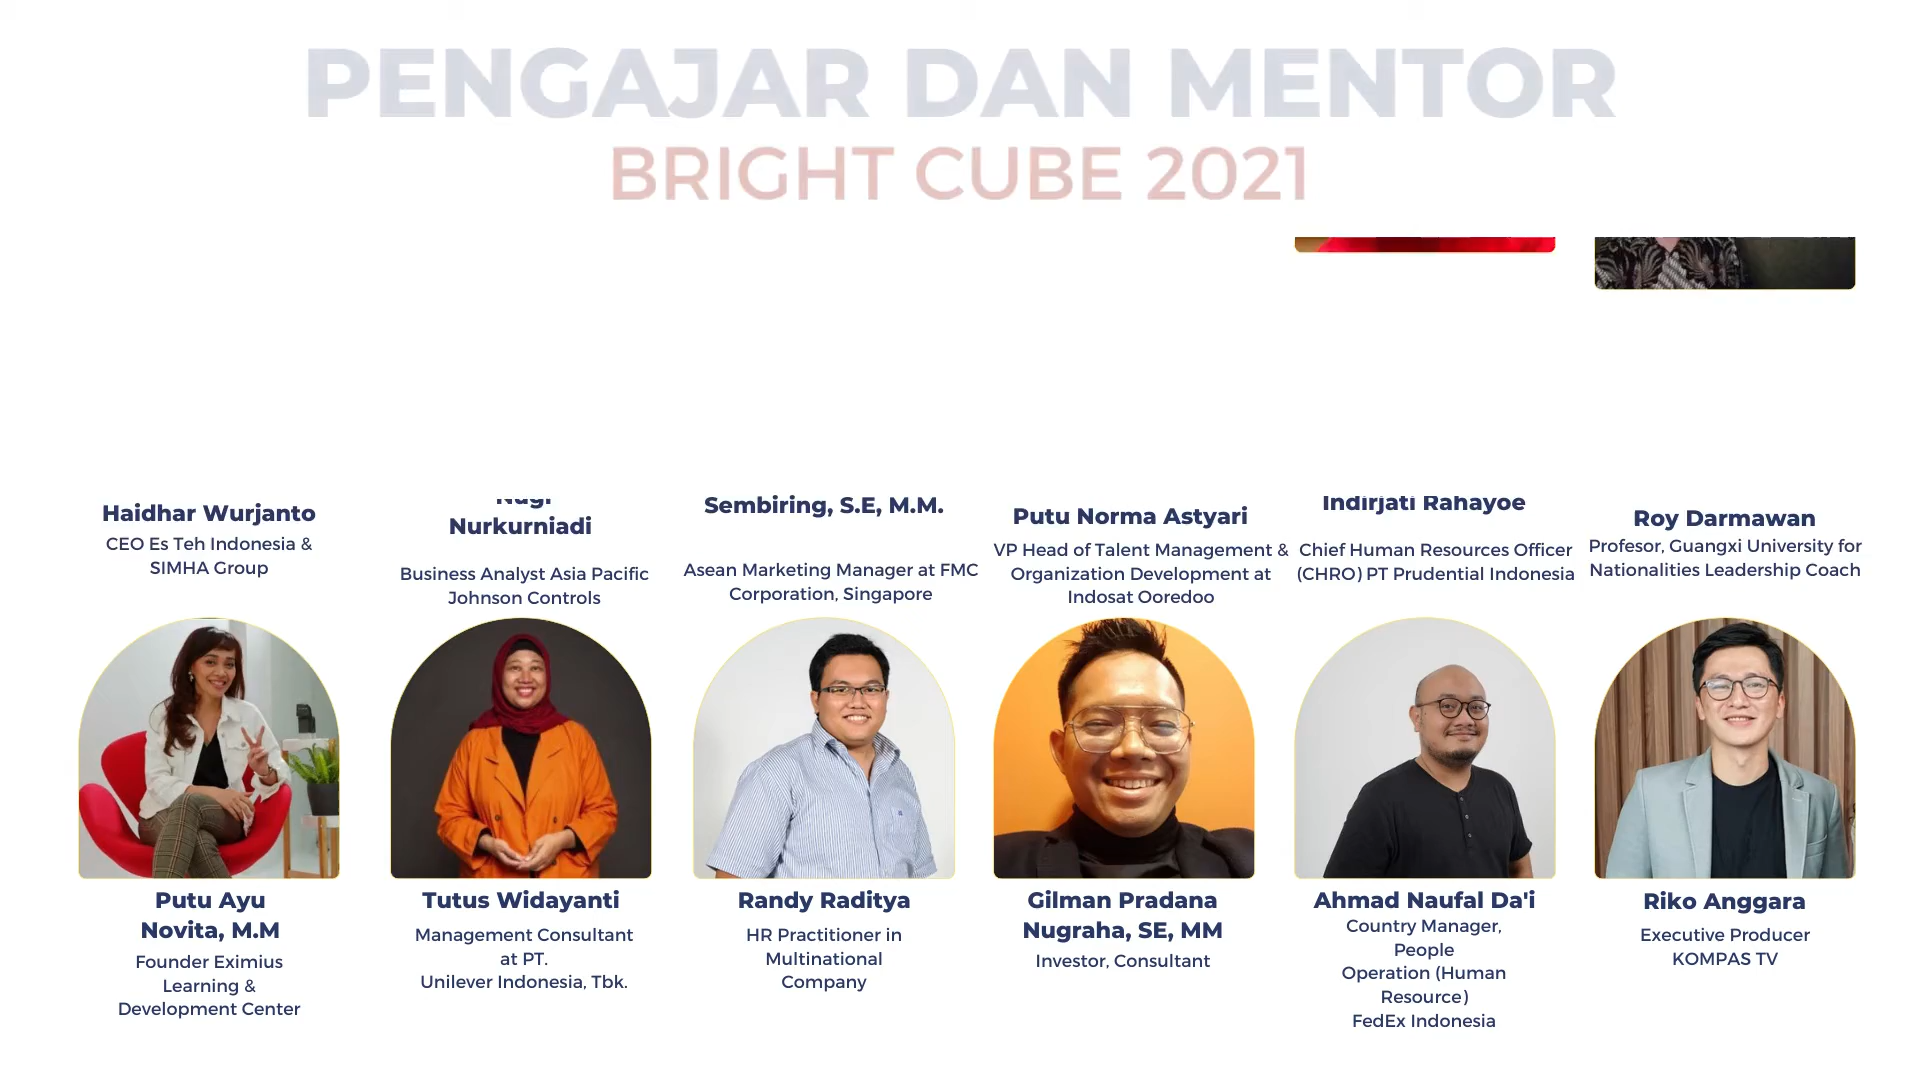 PENGAJAR DAN MENTOR
BRIGHT CUBE 2021
Haidhar Wurjanto
CEO Es Teh Indonesia &
SIMHA Group
Nugi
Nurkurniadi
Business Analyst Asia Pacific
Johnson Controls
Sembiring, S.E, M.M.
Asean Marketing Manager at FMC
Corporation, Singapore
Putu Norma Astyari
VP Head of Talent Management &
Organization Development at
Indosat Ooredoo
Indirjati Rahayoe
Chief Human Resources Officer
(CHRO) PT Prudential Indonesia
Roy Darmawan
Profesor, Guangxi University for
Nationalities Leadership Coach
Putu Ayu
Novita, M.M
Founder Eximius
Learning &
Development Center
Tutus Widayanti
Management Consultant
at PT.
Unilever Indonesia, Tbk.
Randy Raditya
HR Practitioner in
Multinational
Company
Gilman Pradana
Nugraha, SE, MM
Investor, Consultant
Ahmad Naufal Da'i
Country Manager,
People
Operation (Human
Resource)
FedEx Indonesia
Riko Anggara
Executive Producer
KOMPAS TV